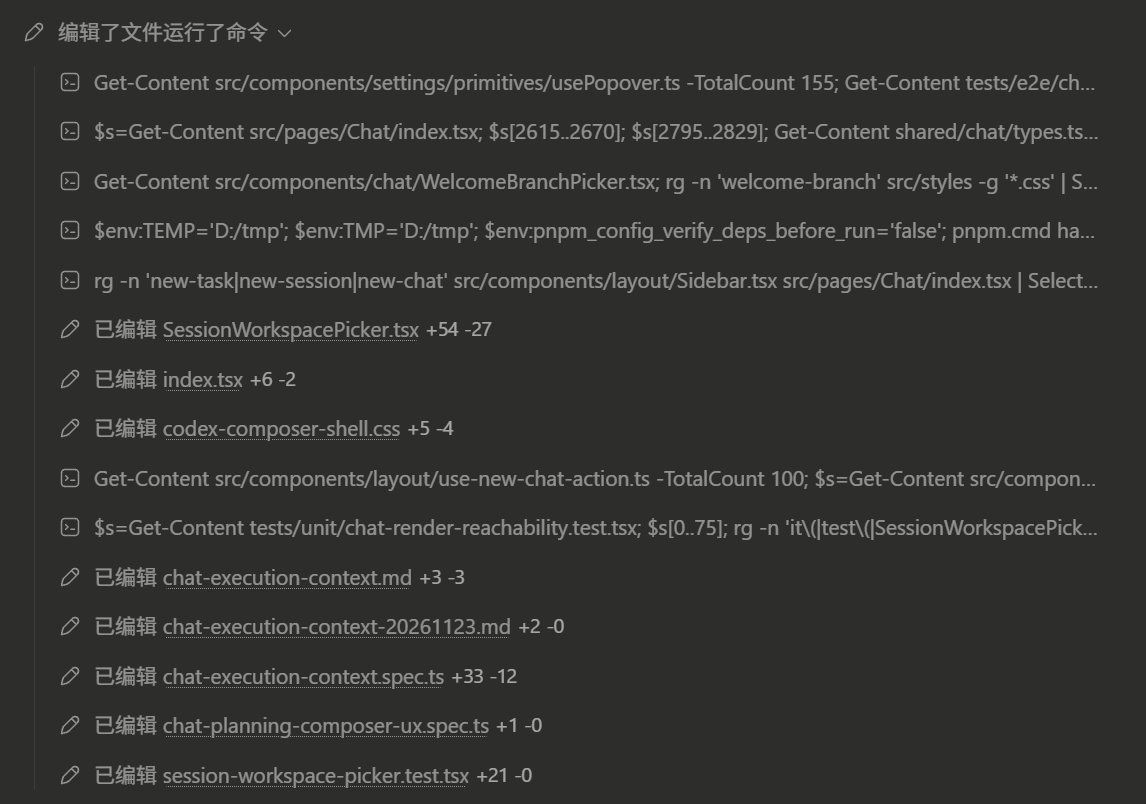 编辑了文件运行了命令
Get-Content src/components/settings/primitives/usePopover.ts -TotalCount 155; Get-Content tests/e2e/ch...
$s=Get-Content src/pages/Chat/index.tsx; $s[2615..2670]; $s[2795..2829]; Get-Content shared/chat/types.ts...
Get-Content src/components/chat/WelcomeBranchPicker.tsx; rg -n 'welcome-branch' src/styles -g '*.css' | S...
$env:TEMP='D:/tmp'; $env:TMP='D:/tmp'; $env:pnpm_config_verify_deps_before_run='false'; pnpm.cmd ha...
rg -n 'new-task|new-session|new-chat' src/components/layout/Sidebar.tsx src/pages/Chat/index.tsx | Select...
已编辑 SessionWorkspacePicker.tsx +54 -27
已编辑 index.tsx +6 -2
已编辑 codex-composer-shell.css +5 -4
Get-Content src/components/layout/use-new-chat-action.ts -TotalCount 100; $s=Get-Content src/compon...
$s=Get-Content tests/unit/chat-render-reachability.test.tsx; $s[0..75]; rg -n 'it\(|test\(|SessionWorkspacePick...
已编辑 chat-execution-context.md +3 -3
已编辑 chat-execution-context-20261123.md +2 -0
已编辑 chat-execution-context.spec.ts +33 -12
已编辑 chat-planning-composer-ux.spec.ts +1 -0
已编辑 session-workspace-picker.test.tsx +21 -0